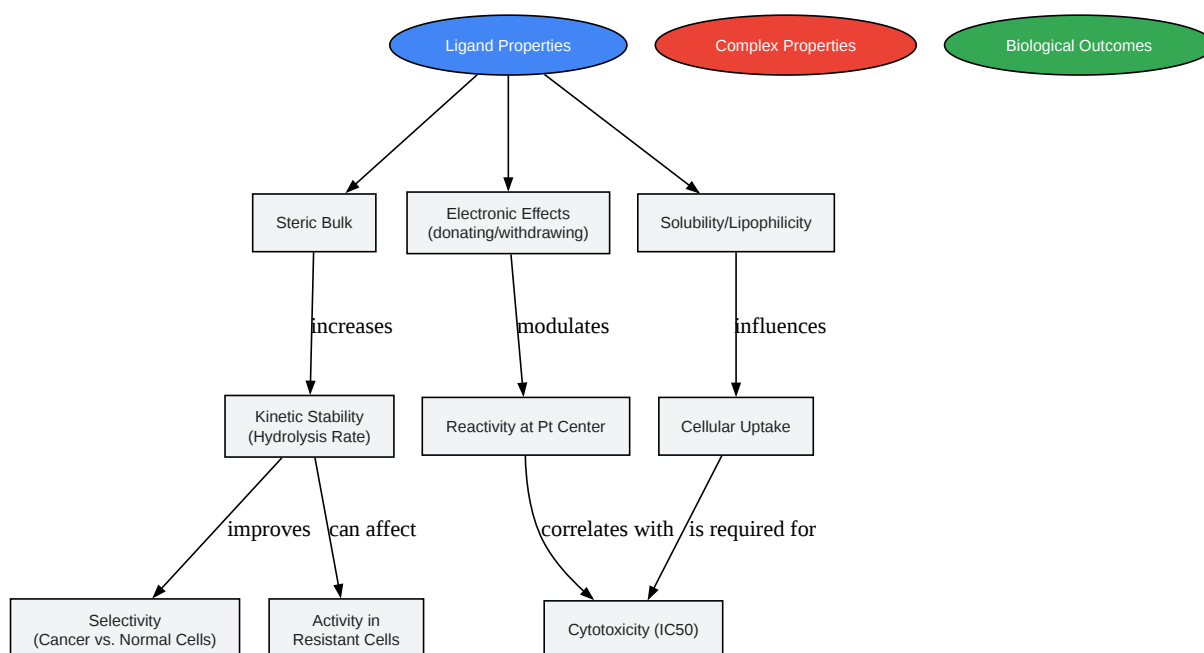 Ligand Properties
Complex Properties
Biological Outcomes
Steric Bulk
Electronic Effects
(donating/withdrawing)
Solubility/Lipophilicity
increases
modulates
influences
Kinetic Stability
(Hydrolysis Rate)
Reactivity at Pt Center
Cellular Uptake
improves
can affect
correlates with
is required for
Selectivity
(Cancer vs. Normal Cells)
Activity in
Resistant Cells
Cytotoxicity (IC50)